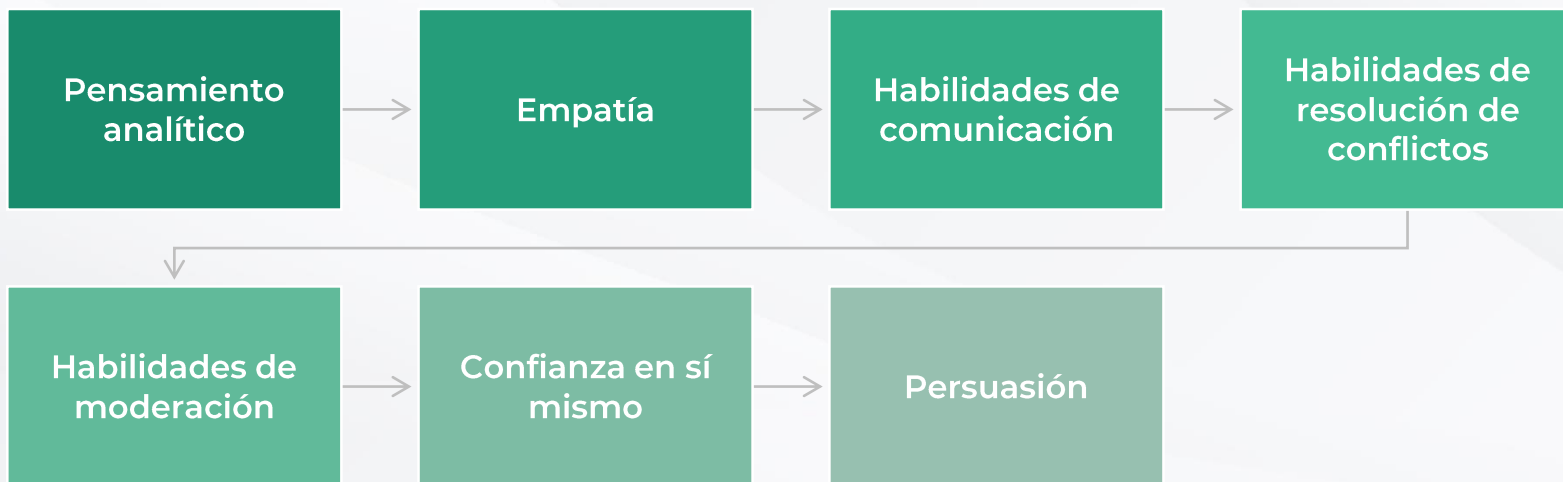 Pensamiento
analítico
Empatía
Habilidades de
comunicación
Habilidades de
resolución de
conflictos
Habilidades de
moderación
Confianza en sí
mismo
Persuasión